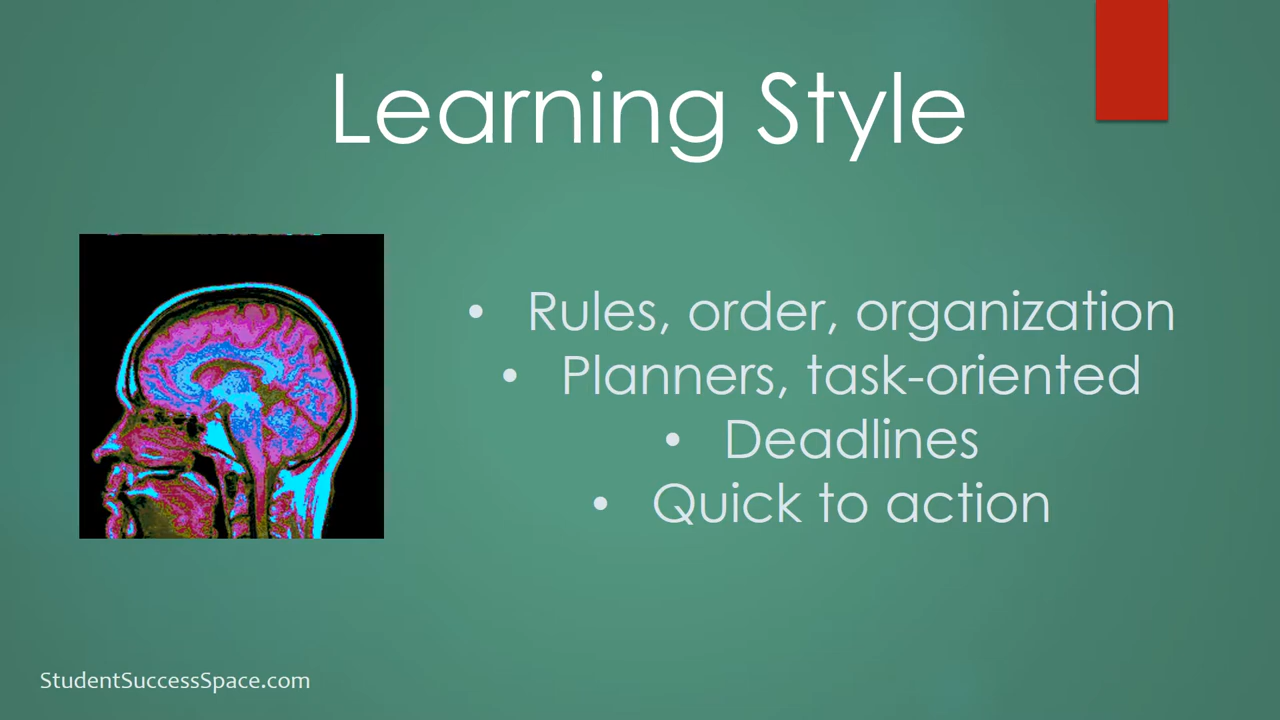 Learning Style
• Rules, order, organization
• Planners, task-oriented
• Deadlines
• Quick to action
StudentSuccessSpace.com